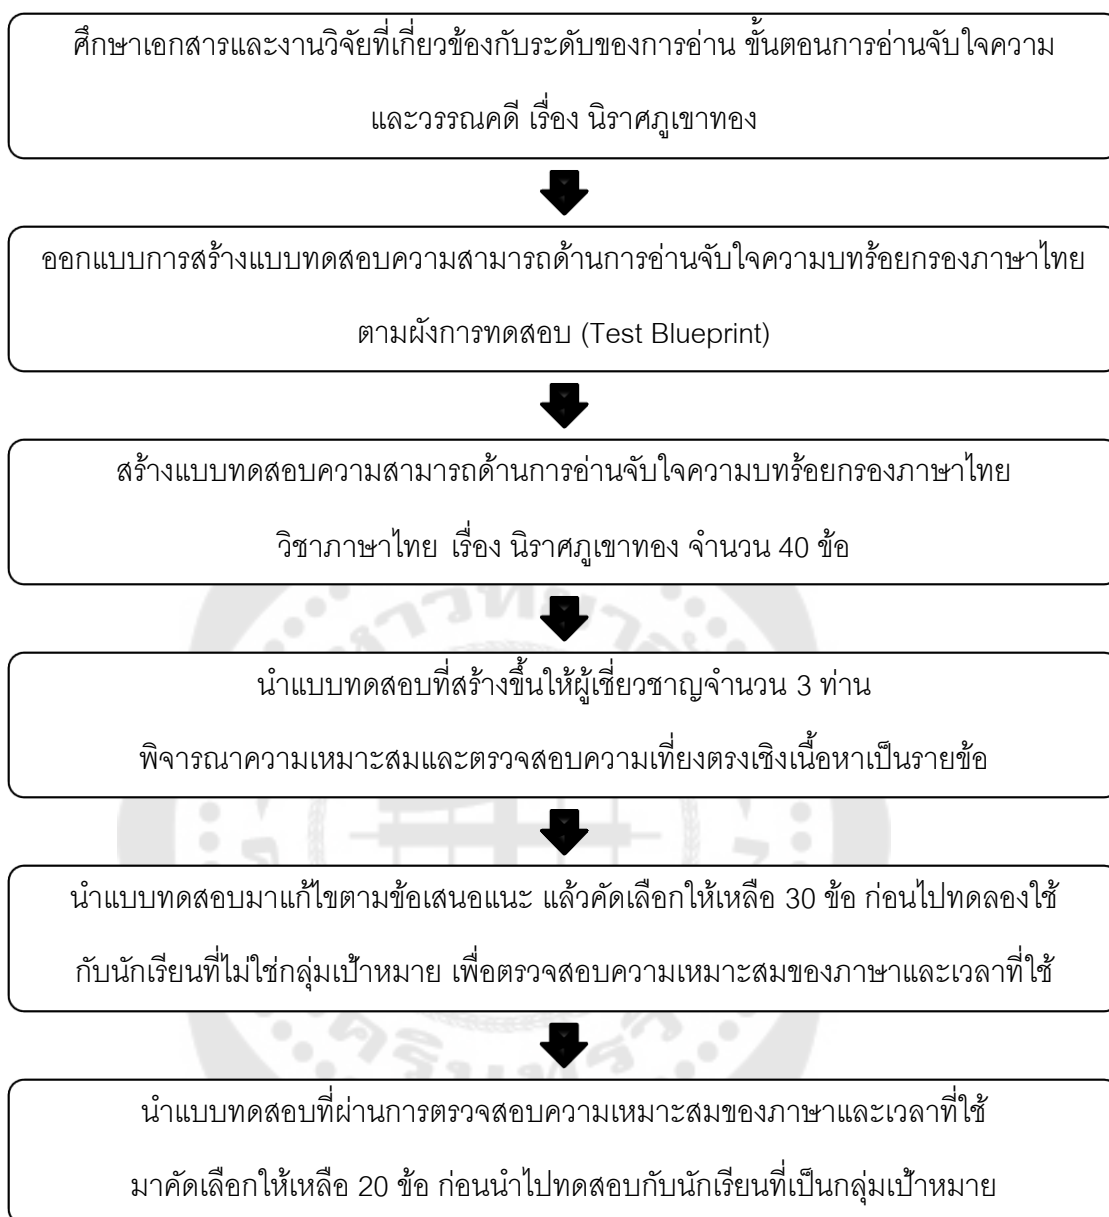 ศึกษาเอกสารและงานวิจัยที่เกี่ยวข้องกับระดับของการอ่าน ขั้นตอนการอ่านจับใจความ
และวรรณคดี เรื่อง นิราศภูเขาทอง
ออกแบบการสร้างแบบทดสอบความสามารถด้านการอ่านจับใจความบทร้อยกรองภาษาไทย
ตามผังการทดสอบ (Test Blueprint)
สร้างแบบทดสอบความสามารถด้านการอ่านจับใจความบทร้อยกรองภาษาไทย
วิชาภาษาไทย เรื่อง นิราศภูเขาทอง จำนวน 40 ข้อ
นำแบบทดสอบที่สร้างขึ้นให้ผู้เชี่ยวชาญจำนวน 3 ท่าน
พิจารณาความเหมาะสมและตรวจสอบความเที่ยงตรงเชิงเนื้อหาเป็นรายข้อ
นำแบบทดสอบมาแก้ไขตามข้อเสนอแนะ แล้วคัดเลือกให้เหลือ 30 ข้อ ก่อนไปทดลองใช้
กับนักเรียนที่ไม่ใช่กลุ่มเป้าหมาย เพื่อตรวจสอบความเหมาะสมของภาษาและเวลาที่ใช้
นำแบบทดสอบที่ผ่านการตรวจสอบความเหมาะสมของภาษาและเวลาที่ใช้
มาคัดเลือกให้เหลือ 20 ข้อ ก่อนนำไปทดสอบกับนักเรียนที่เป็นกลุ่มเป้าหมาย